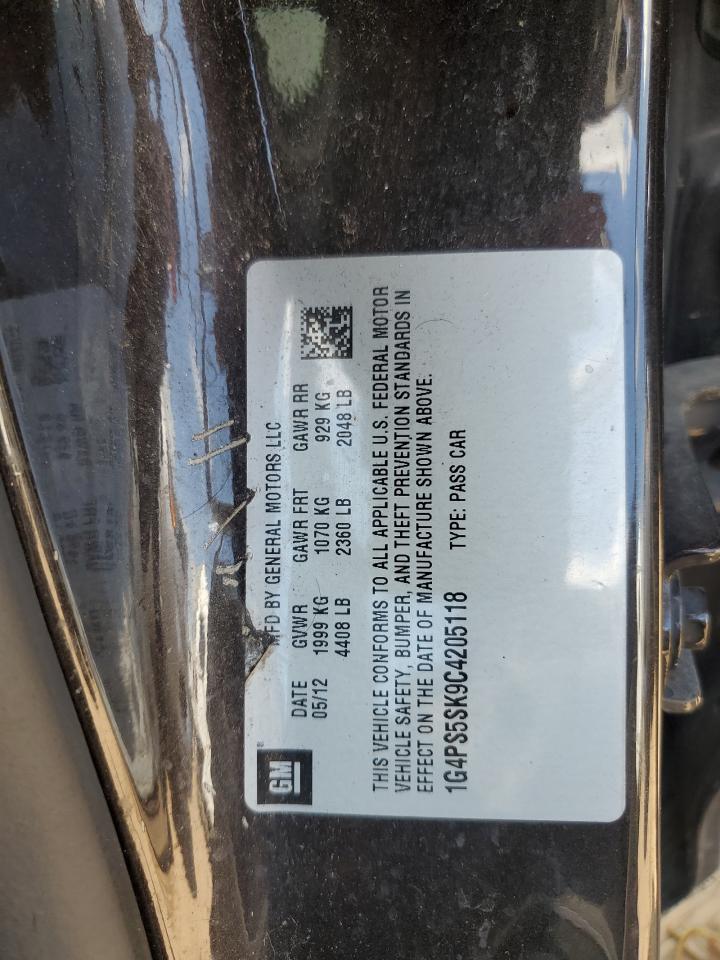 GM
MFD BY GENERAL MOTORS LLC
DATE GVWR GAWR FRT GAWR RR
05/12 1999 KG 1070 KG 929 KG
4408 LB 2360 LB 2048 LB
THIS VEHICLE CONFORMS TO ALL APPLICABLE U.S. FEDERAL MOTOR
VEHICLE SAFETY, BUMPER, AND THEFT PREVENTION STANDARDS IN
EFFECT ON THE DATE OF MANUFACTURE SHOWN ABOVE.
1G4PS5SK9C4205118 TYPE: PASS CAR